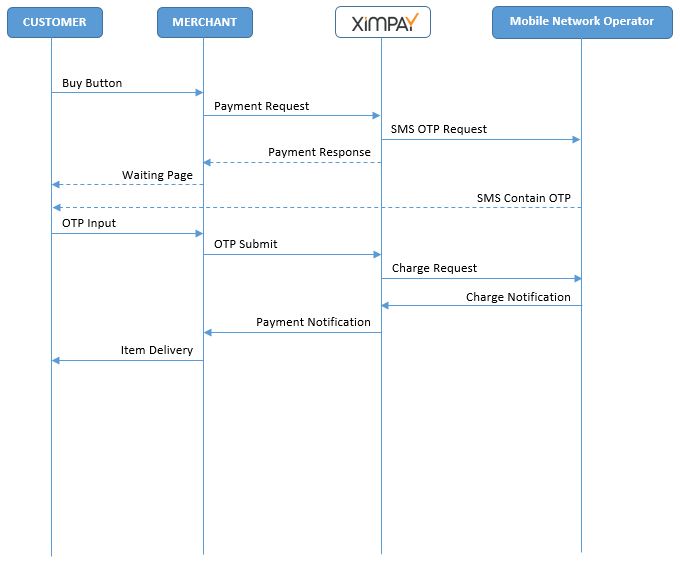 CUSTOMER
MERCHANT
XiMPAY
Mobile Network Operator
Buy Button
Payment Request
SMS OTP Request
Payment Response
Waiting Page
SMS Contain OTP
OTP Input
OTP Submit
Charge Request
Charge Notification
Payment Notification
Item Delivery